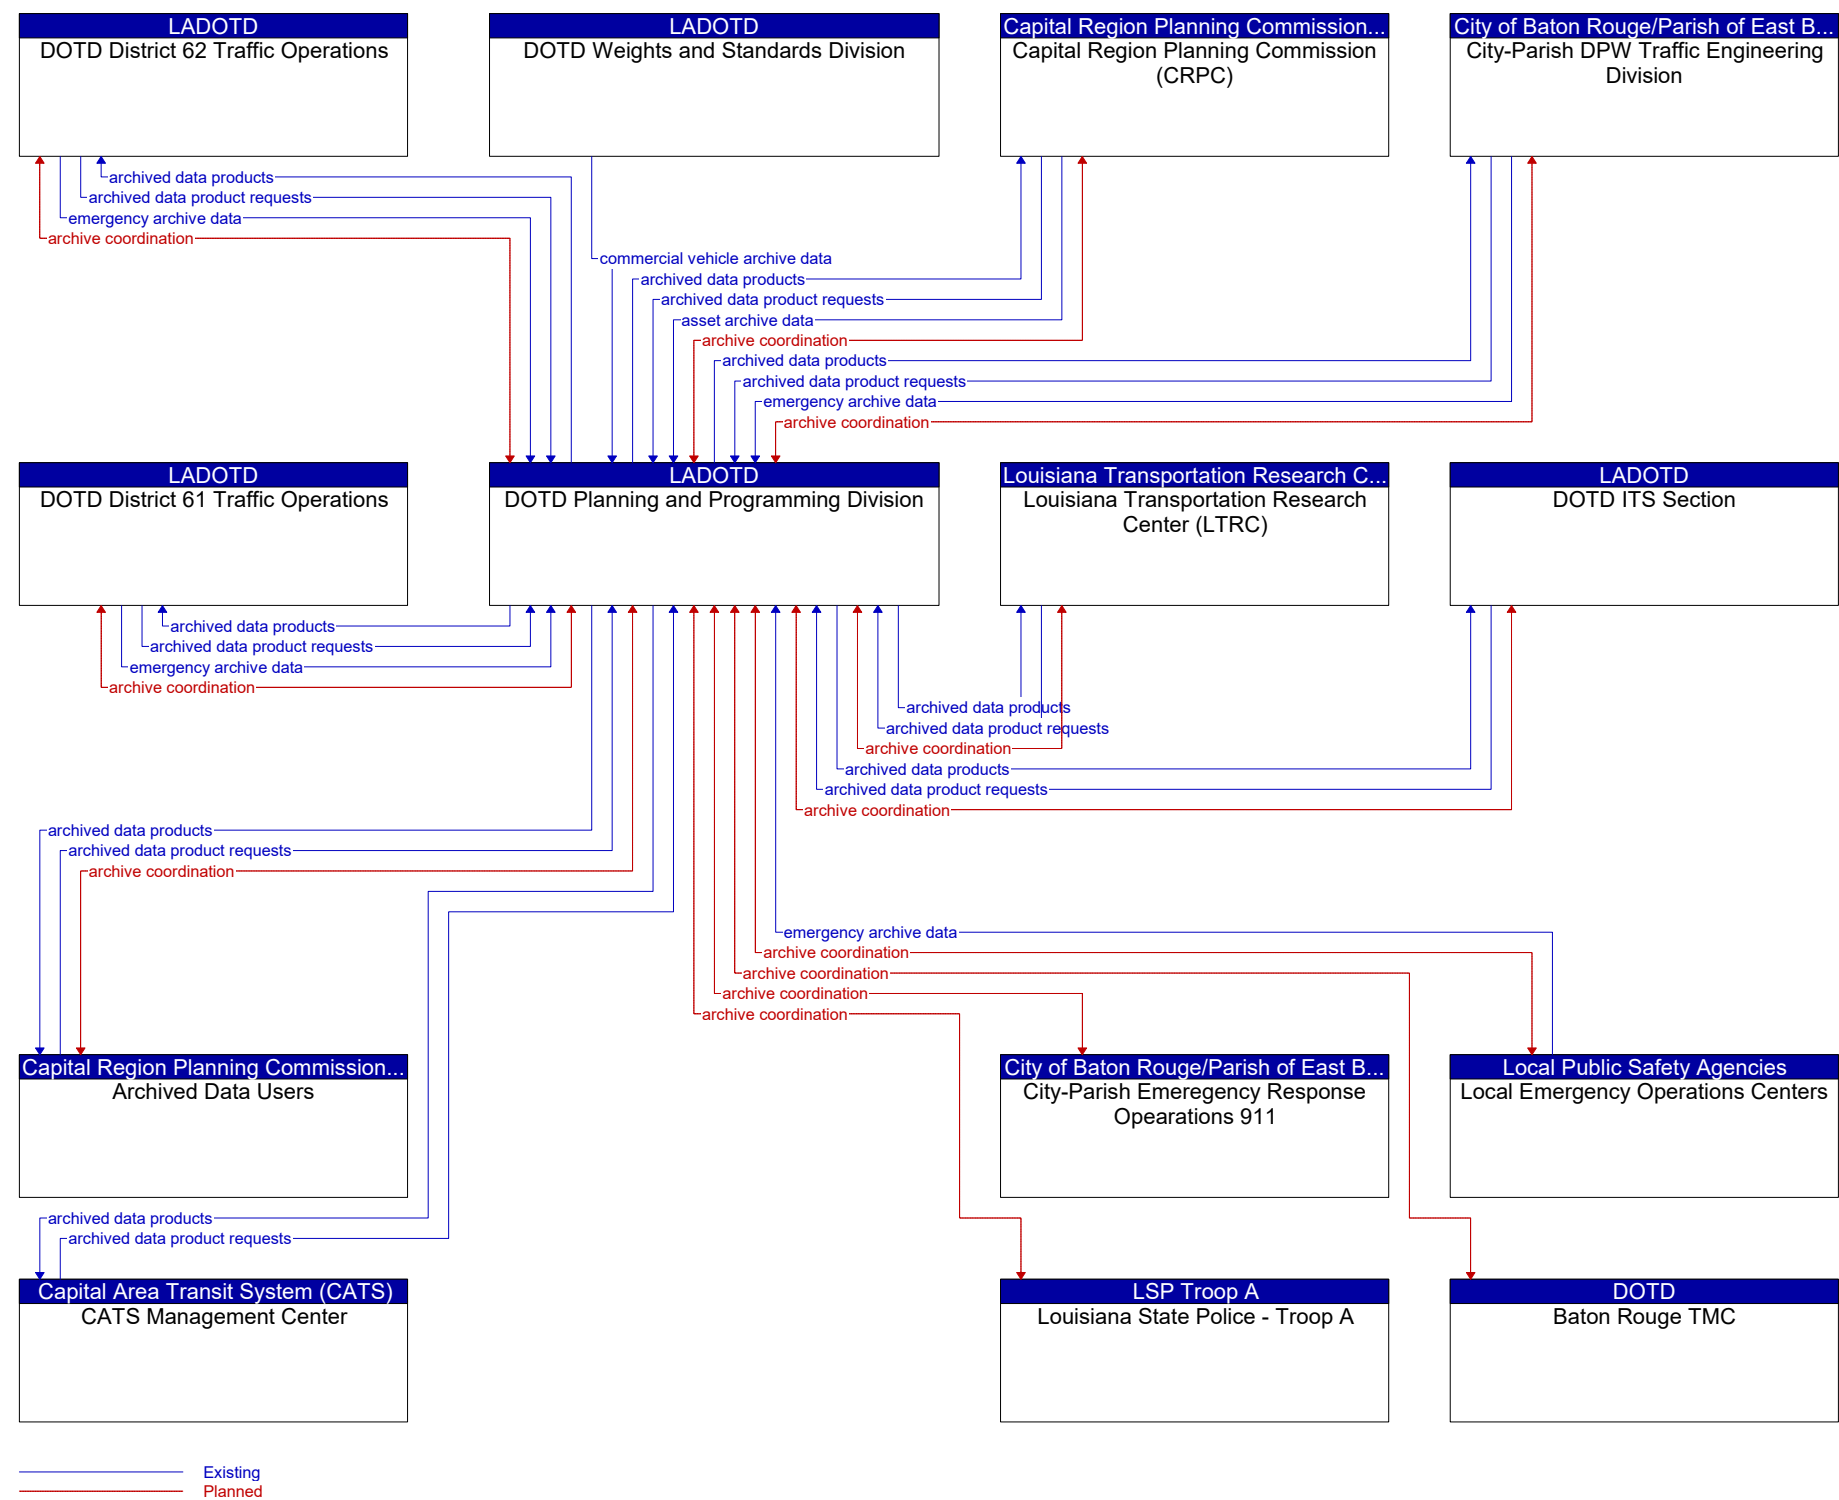 LADOTD
DOTD District 62 Traffic Operations
LADOTD
DOTD Weights and Standards Division
Capital Region Planning Commission...
Capital Region Planning Commission
(CRPC)
City of Baton Rouge/Parish of East B...
City-Parish DPW Traffic Engineering
Division
archived data products
archived data product requests
emergency archive data
archive coordination
commercial vehicle archive data
archived data products
archived data product requests
asset archive data
archive coordination
archived data products
archived data product requests
emergency archive data
archive coordination
LADOTD
DOTD District 61 Traffic Operations
LADOTD
DOTD Planning and Programming Division
Louisiana Transportation Research C...
Louisiana Transportation Research
Center (LTRC)
LADOTD
DOTD ITS Section
archived data products
archived data product requests
emergency archive data
archive coordination
archived data products
archived data product requests
archive coordination
archived data products
archived data product requests
archive coordination
archived data products
archived data product requests
archive coordination
emergency archive data
archive coordination
archive coordination
archive coordination
archive coordination
Capital Region Planning Commission...
Archived Data Users
City of Baton Rouge/Parish of East B...
City-Parish Emeregency Response
Opearations 911
Local Public Safety Agencies
Local Emergency Operations Centers
archived data products
archived data product requests
Capital Area Transit System (CATS)
CATS Management Center
LSP Troop A
Louisiana State Police - Troop A
DOTD
Baton Rouge TMC
Existing
Planned